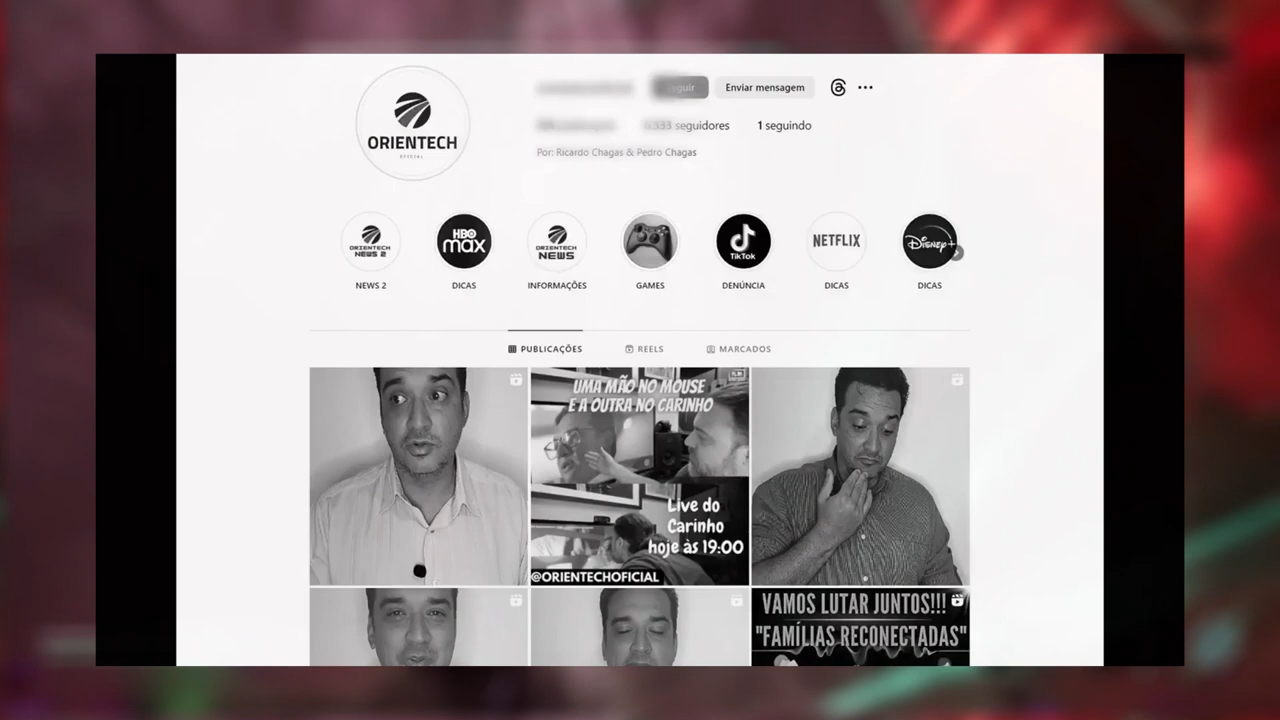 Enviar mensagem
seguidores
1 seguindo
Por: Ricardo Chagas & Pedro Chagas
ORIENTECH
OFICIAL
ORIENTECH
NEWS 2
HBO
max
ORIENTECH
NEWS
TikTok
NETFLIX
Disney+
NEWS 2
DICAS
INFORMAÇÕES
GAMES
DENÚNCIA
DICAS
DICAS
PUBLICAÇÕES
REELS
MARCADOS
UMA MÃO NO MOUSE
E A OUTRA NO CARINHO
Live do
Carinho
hoje às 19:00
@ORIENTECHOFICIAL
VAMOS LUTAR JUNTOS!!!
"FAMÍLIAS RECONECTADAS"